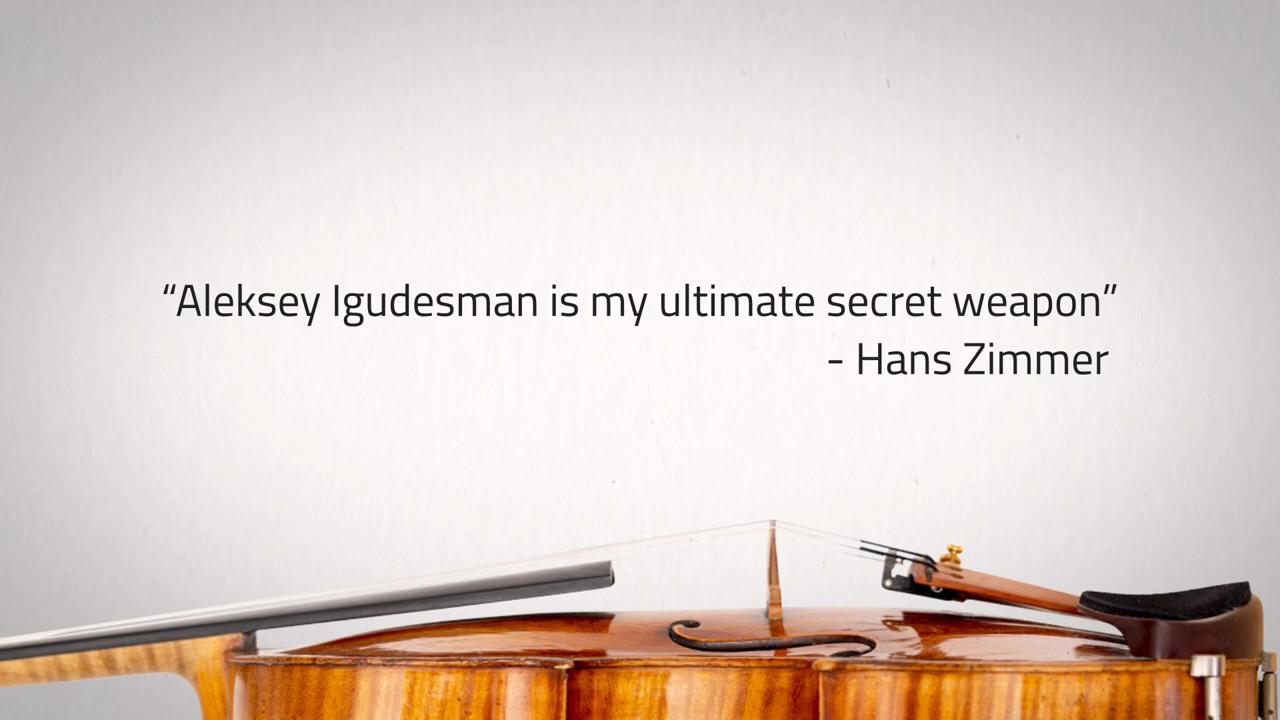 “Aleksey Igudesman is my ultimate secret weapon”
- Hans Zimmer